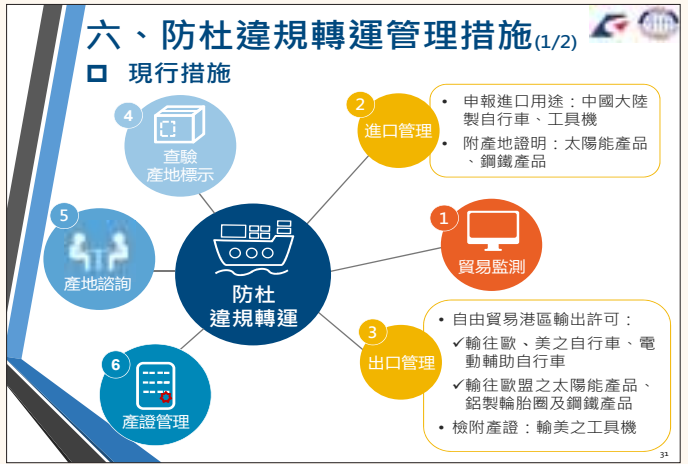 六、防杜違規轉運管理措施(1/2)
現行措施
4
查驗
產地標示
2
進口管理
• 申報進口用途：中國大陸
製自行車、工具機
• 附產地證明：太陽能產品
、鋼鐵產品
5
產地諮詢
防杜
違規轉運
1
貿易監測
6
產證管理
3
出口管理
• 自由貿易港區輸出許可：
✓輸往歐、美之自行車、電
動輔助自行車
✓輸往歐盟之太陽能產品、
鋁製輪胎圈及鋼鐵產品
• 檢附產證：輸美之工具機
31